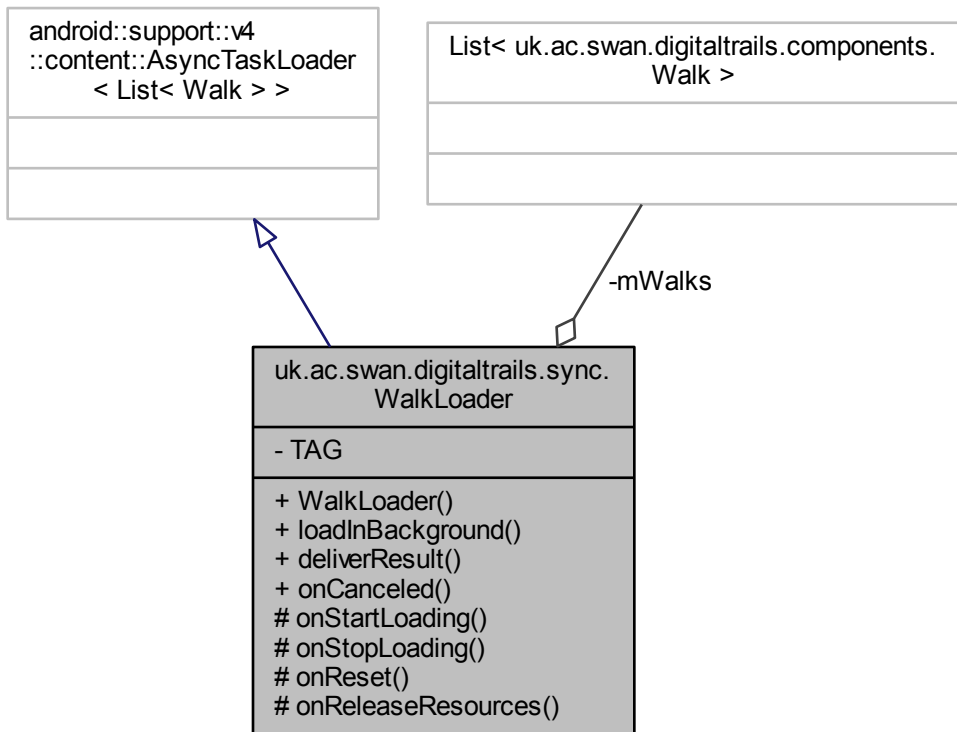 android::support::v4
::content::AsyncTaskLoader
< List< Walk > >
List< uk.ac.swan.digitaltrails.components.
Walk >
-mWalks
uk.ac.swan.digitaltrails.sync.
WalkLoader
- TAG
+ WalkLoader()
+ loadInBackground()
+ deliverResult()
+ onCanceled()
# onStartLoading()
# onStopLoading()
# onReset()
# onReleaseResources()